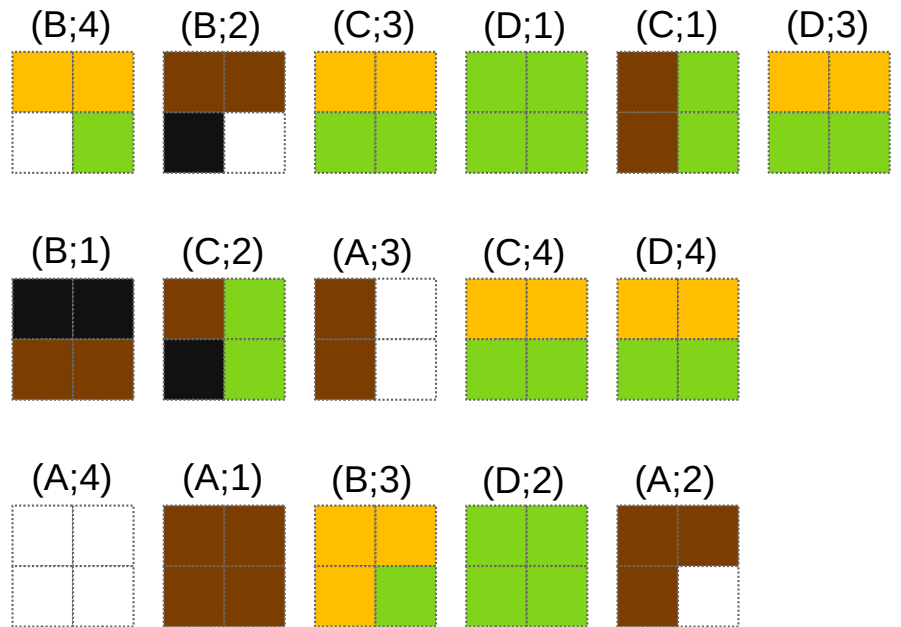 (B;4) (B;2) (C;3) (D;1) (C;1) (D;3)
(B;1) (C;2) (A;3) (C;4) (D;4)
(A;4) (A;1) (B;3) (D;2) (A;2)